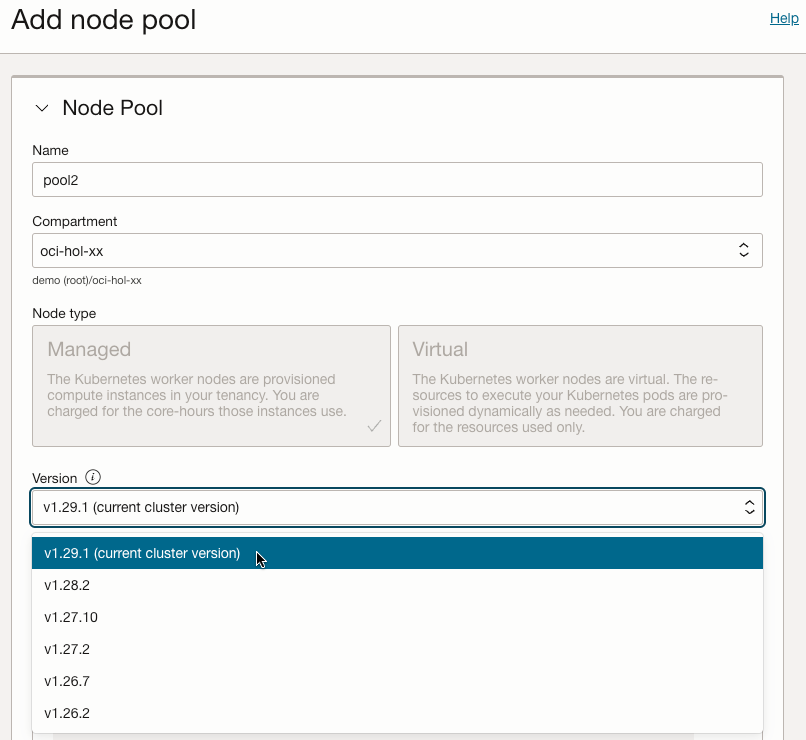 Add node pool
Help
Node Pool
Name
pool2
Compartment
oci-hol-xx
demo (root)/oci-hol-xx
Node type
Managed
The Kubernetes worker nodes are provisioned
compute instances in your tenancy. You are
charged for the core-hours those instances use.
Virtual
The Kubernetes worker nodes are virtual. The re-
sources to execute your Kubernetes pods are pro-
visioned dynamically as needed. You are charged
for the resources used only.
Version
v1.29.1 (current cluster version)
v1.29.1 (current cluster version)
v1.28.2
v1.27.10
v1.27.2
v1.26.7
v1.26.2